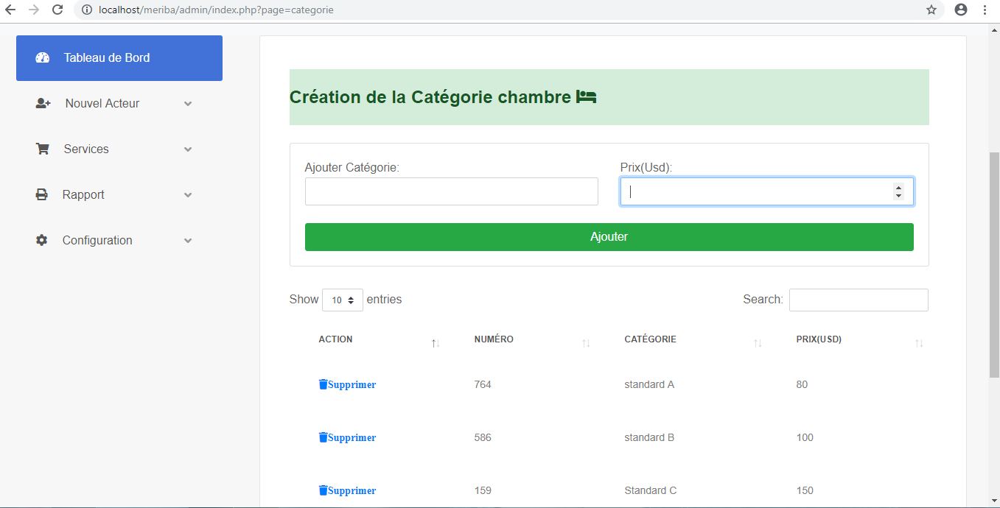 localhost/meriba/admin/index.php?page=categorie
Tableau de Bord
Nouvel Acteur
Services
Rapport
Configuration
Création de la Catégorie chambre
Ajouter Catégorie:
Prix(Usd):
Ajouter
Show 10 entries
Search:
ACTION NUMÉRO CATÉGORIE PRIX(USD)
Supprimer 764 standard A 80
Supprimer 586 standard B 100
Supprimer 159 Standard C 150